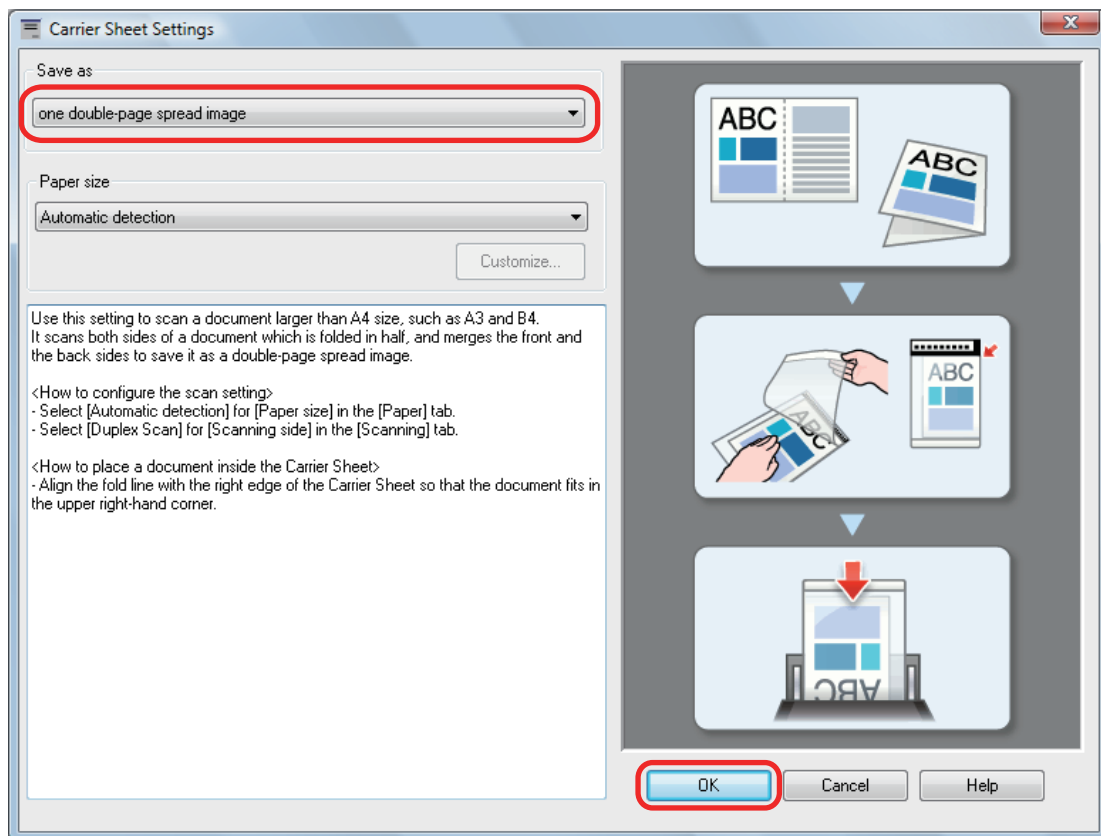 Carrier Sheet Settings
Save as
one double-page spread image
Paper size
Automatic detection
Customize...
Use this setting to scan a document larger than A4 size, such as A3 and B4.
It scans both sides of a document which is folded in half, and merges the front and
the back sides to save it as a double-page spread image.
<How to configure the scan setting>
- Select [Automatic detection] for [Paper size] in the [Paper] tab.
- Select [Duplex Scan] for [Scanning side] in the [Scanning] tab.
<How to place a document inside the Carrier Sheet>
- Align the fold line with the right edge of the Carrier Sheet so that the document fits in
the upper right-hand corner.
ABC
ABC
ABC
ABC
ABC
OK
Cancel
Help